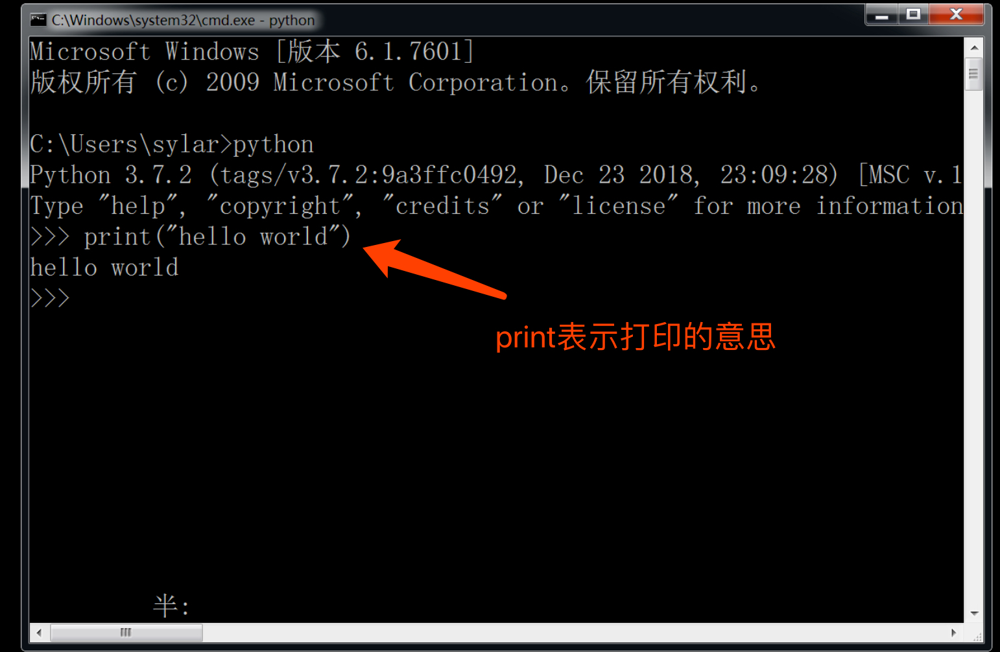 C:\Windows\system32\cmd.exe - python
Microsoft Windows [版本 6.1.7601]
版权所有 (c) 2009 Microsoft Corporation。保留所有权利。
C:\Users\sylar>python
Python 3.7.2 (tags/v3.7.2:9a3ffc0492, Dec 23 2018, 23:09:28) [MSC v.1
Type "help", "copyright", "credits" or "license" for more information
>>> print("hello world")
hello world
>>>
print表示打印的意思
半: